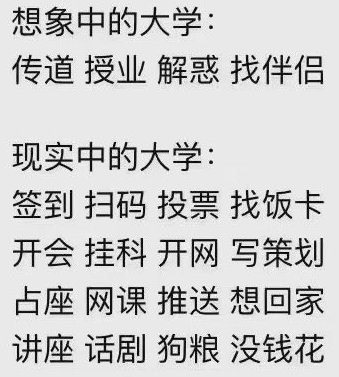 想象中的大学：
传道 授业 解惑 找伴侣
现实中的大学：
签到 扫码 投票 找饭卡
开会 挂科 开网 写策划
占座 网课 推送 想回家
讲座 话剧 狗粮 没钱花